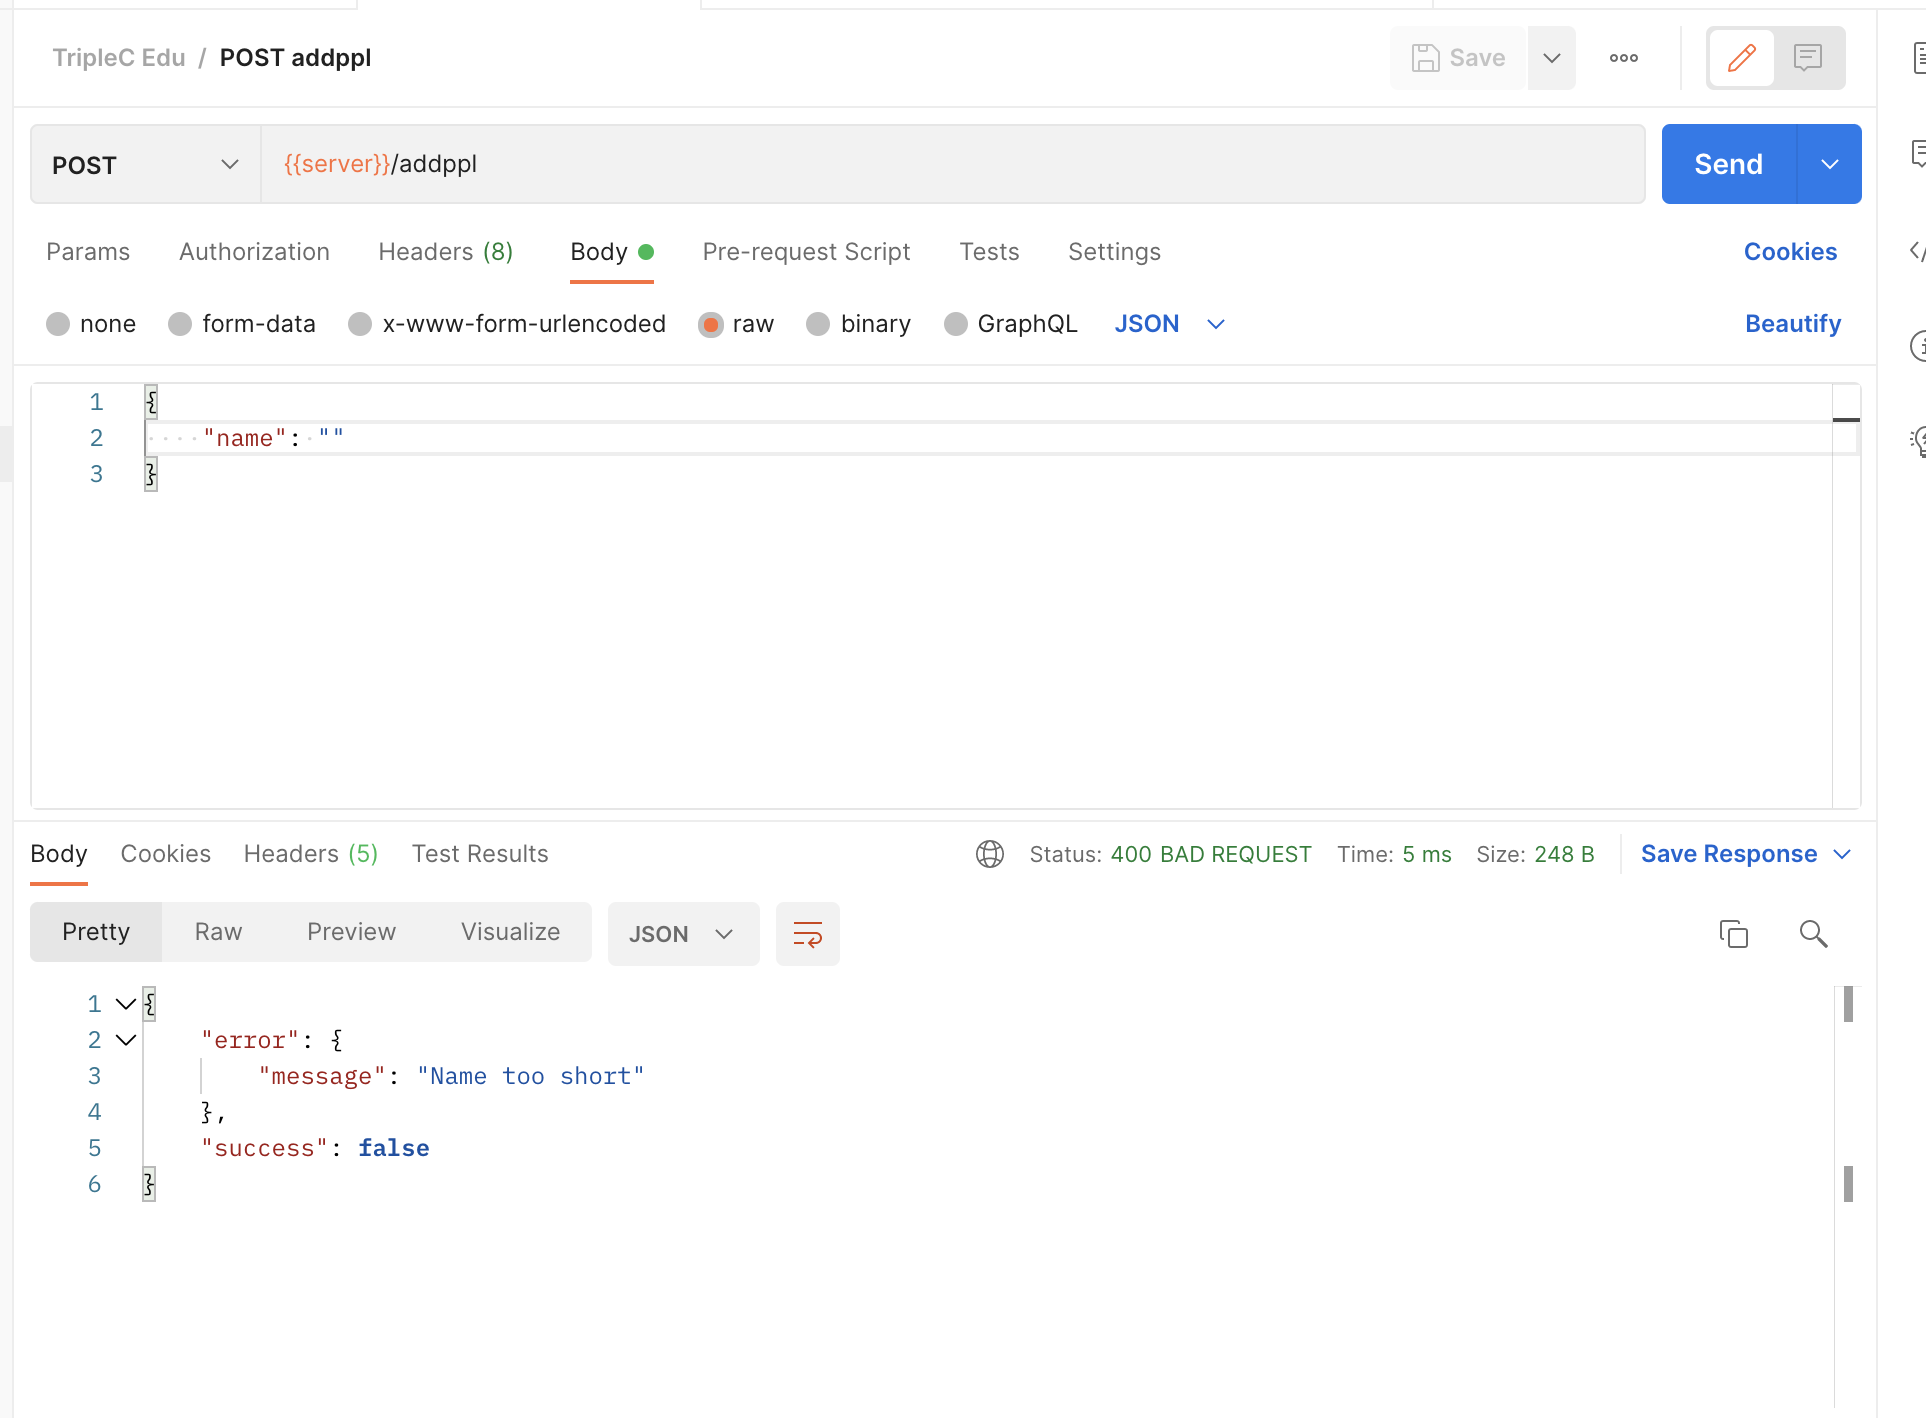 TripleC Edu / POST addppl
Save
POST
{{server}}/addppl
Send
Params Authorization Headers (8) Body Pre-request Script Tests Settings Cookies
none form-data x-www-form-urlencoded raw binary GraphQL JSON Beautify
1 {
2 "name": ""
3 }
Body Cookies Headers (5) Test Results Status: 400 BAD REQUEST Time: 5 ms Size: 248 B Save Response
Pretty Raw Preview Visualize JSON
1 {
2 "error": {
3 "message": "Name too short"
4 },
5 "success": false
6 }